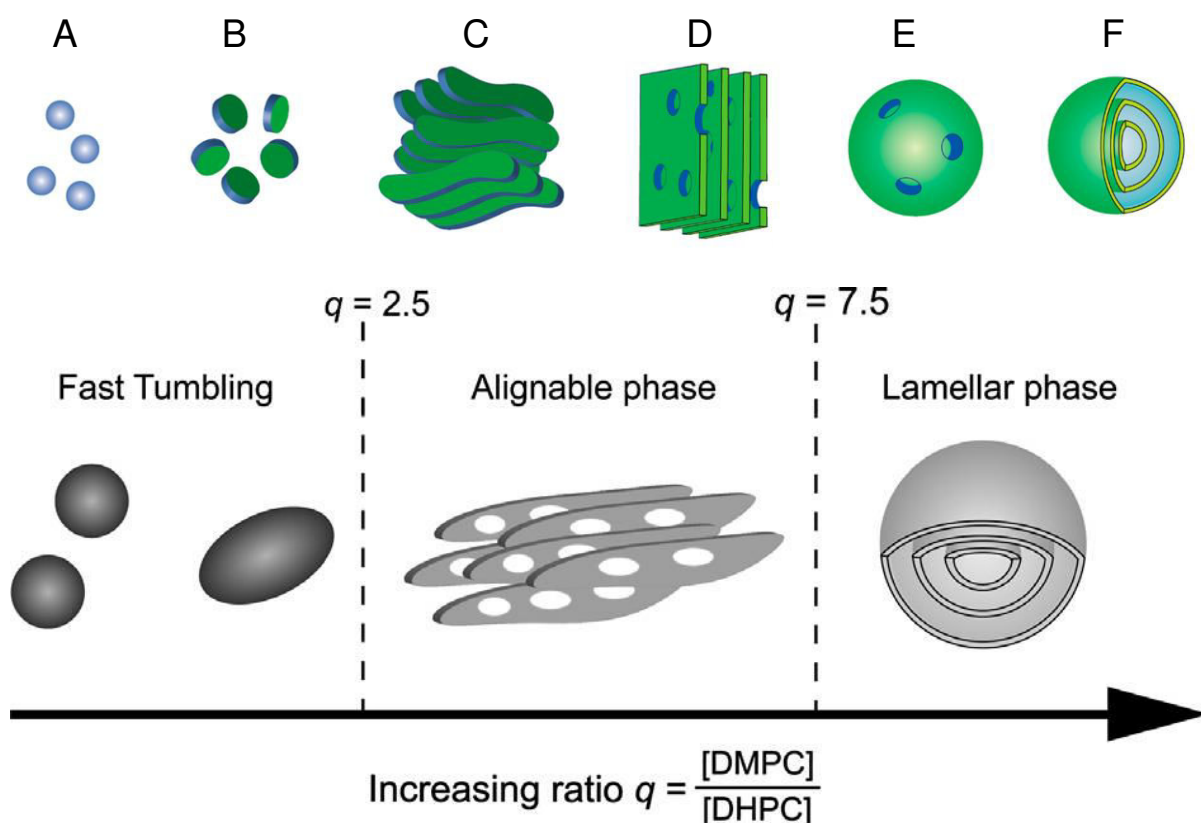 A B C D E F
q = 2.5 q = 7.5
Fast Tumbling Alignable phase Lamellar phase
Increasing ratio q = [DMPC]
[DHPC]